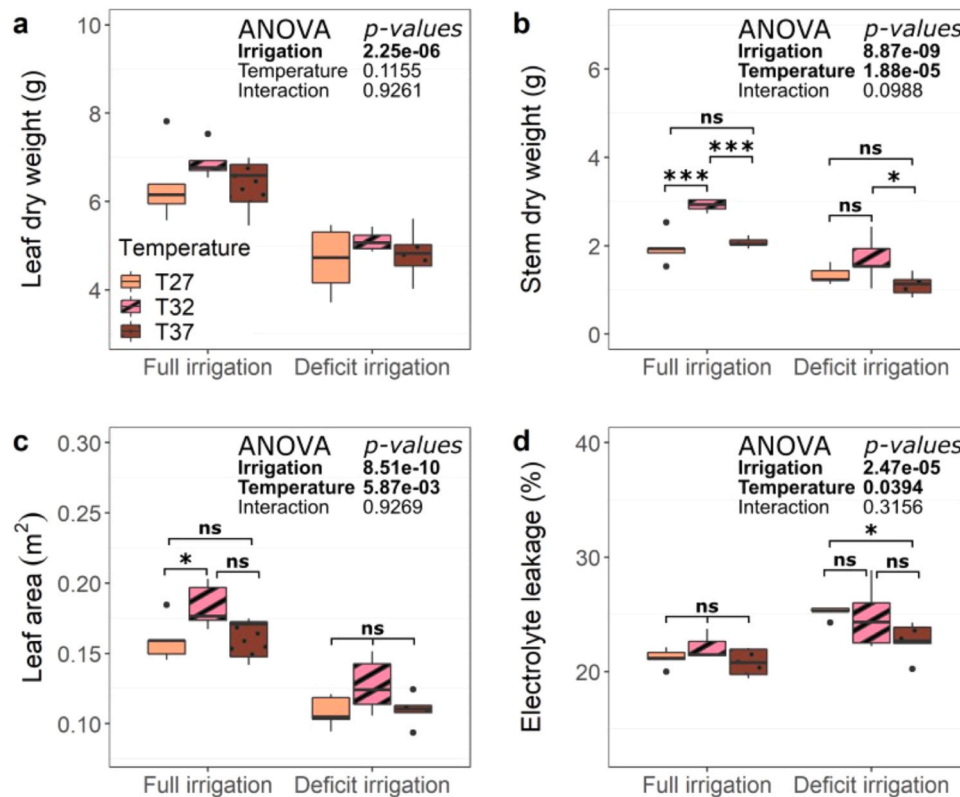 a
Leaf dry weight (g)
10
8
6
4
ANOVA p-values
Irrigation 2.25e-06
Temperature 0.1155
Interaction 0.9261
Temperature
T27
T32
T37
Full irrigation Deficit irrigation
b
Stem dry weight (g)
6
4
2
0
ANOVA p-values
Irrigation 8.87e-09
Temperature 1.88e-05
Interaction 0.0988
ns
***
***
ns
*
ns
Full irrigation Deficit irrigation
c
Leaf area (m²)
0.30
0.25
0.20
0.15
0.10
ANOVA p-values
Irrigation 8.51e-10
Temperature 5.87e-03
Interaction 0.9269
ns
* ns
ns
Full irrigation Deficit irrigation
d
Electrolyte leakage (%)
40
30
20
ANOVA p-values
Irrigation 2.47e-05
Temperature 0.0394
Interaction 0.3156
*
ns ns
ns
Full irrigation Deficit irrigation